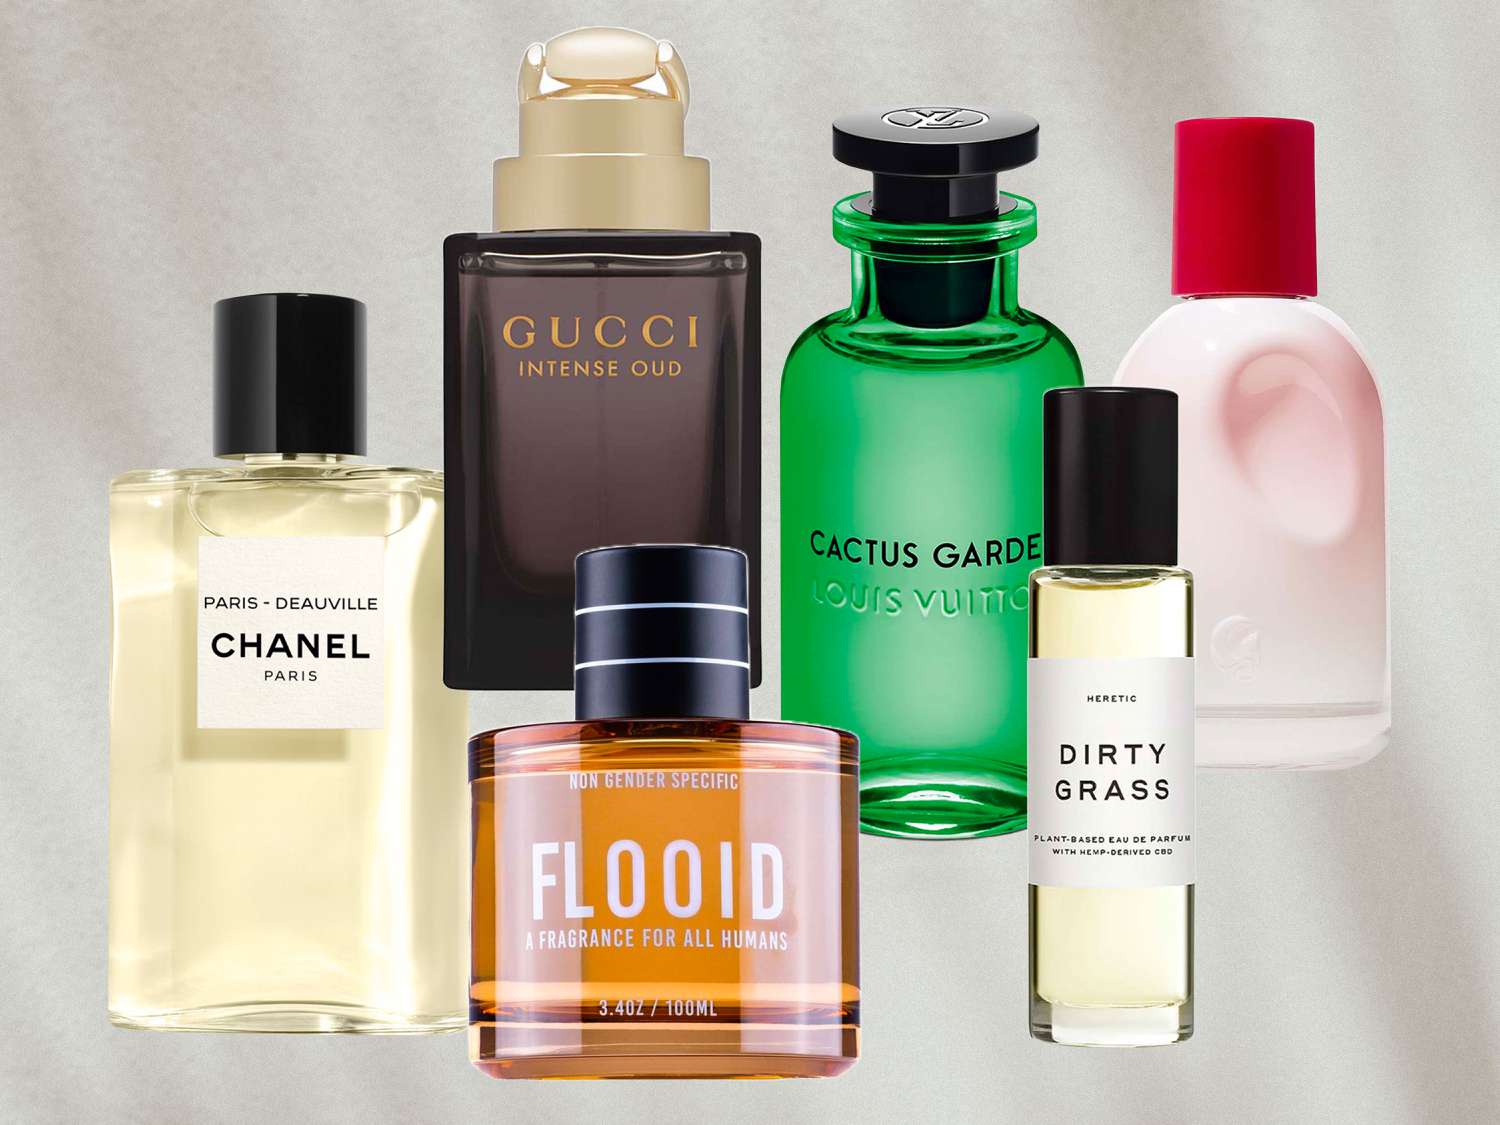 GUCCI
INTENSE OUD
CACTUS GARDE
LOUIS VUITTO
PARIS - DEAUVILLE
CHANEL
PARIS
HERETIC
DIRTY
GRASS
PLANT-BASED EAU DE PARFUM
WITH HEMP-DERIVED CBD
NON GENDER SPECIFIC
FLOOID
A FRAGRANCE FOR ALL HUMANS
3.4OZ / 100ML